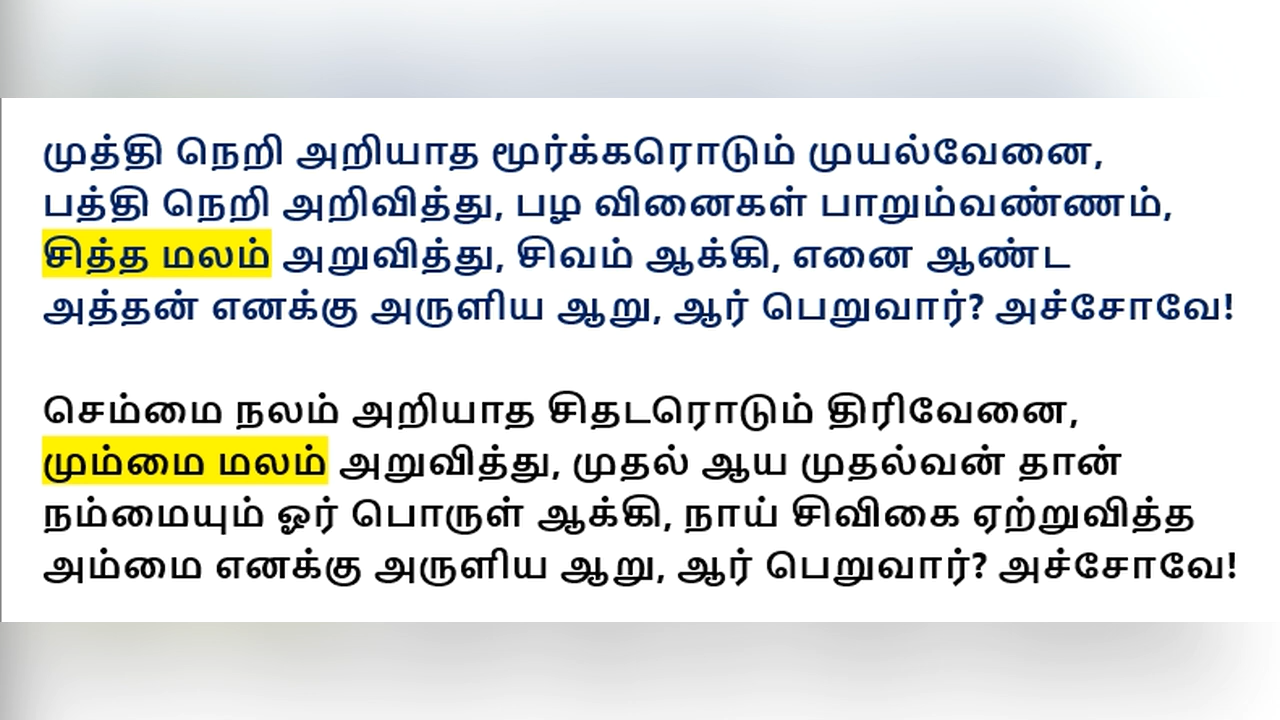 முத்தி நெறி அறியாத மூர்க்கரொடும் முயல்வேனை,
பத்தி நெறி அறிவித்து, பழ வினைகள் பாறும்வண்ணம்,
சித்த மலம் அறுவித்து, சிவம் ஆக்கி, எனை ஆண்ட
அத்தன் எனக்கு அருளிய ஆறு, ஆர் பெறுவார்? அச்சோவே!
செம்மை நலம் அறியாத சிதடரொடும் திரிவேனை,
மும்மை மலம் அறுவித்து, முதல் ஆய முதல்வன் தான்
நம்மையும் ஓர் பொருள் ஆக்கி, நாய் சிவிகை ஏற்றுவித்த
அம்மை எனக்கு அருளிய ஆறு, ஆர் பெறுவார்? அச்சோவே!